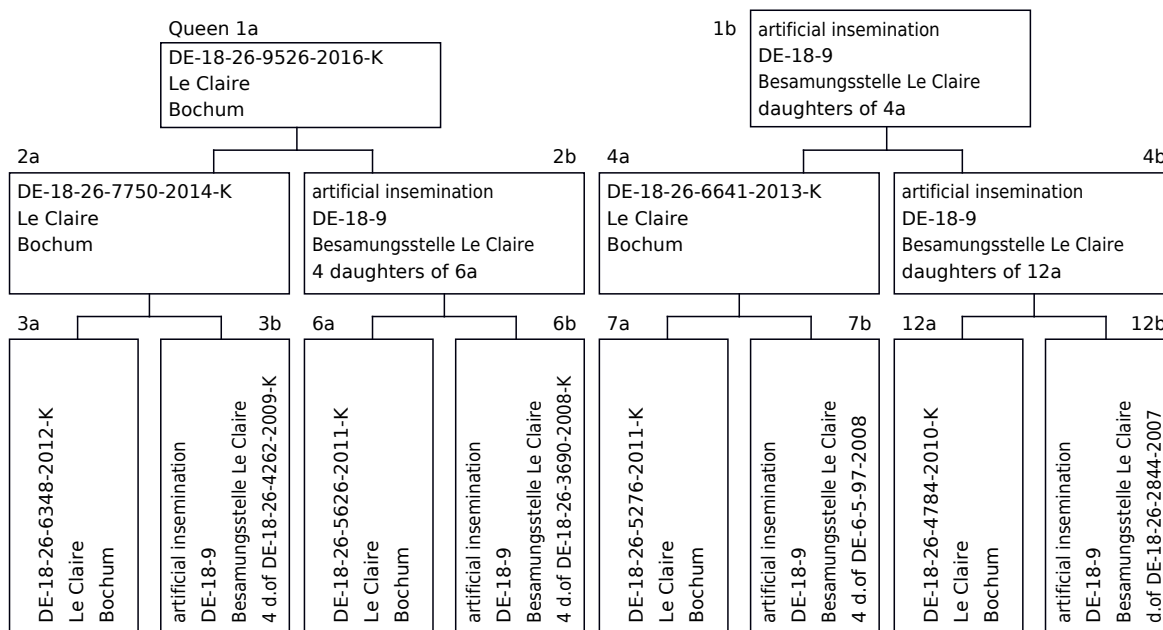 Queen 1a
DE-18-26-9526-2016-K
Le Claire
Bochum
1b
artificial insemination
DE-18-9
Besamungsstelle Le Claire
daughters of 4a
2a
DE-18-26-7750-2014-K
Le Claire
Bochum
2b
artificial insemination
DE-18-9
Besamungsstelle Le Claire
4 daughters of 6a
4a
DE-18-26-6641-2013-K
Le Claire
Bochum
4b
artificial insemination
DE-18-9
Besamungsstelle Le Claire
daughters of 12a
3a
DE-18-26-6348-2012-K
Le Claire
Bochum
3b
artificial insemination
DE-18-9
Besamungsstelle Le Claire
4 d.of DE-18-26-4262-2009-K
6a
DE-18-26-5626-2011-K
Le Claire
Bochum
6b
artificial insemination
DE-18-9
Besamungsstelle Le Claire
4 d.of DE-18-26-3690-2008-K
7a
DE-18-26-5276-2011-K
Le Claire
Bochum
7b
artificial insemination
DE-18-9
Besamungsstelle Le Claire
4 d.of DE-6-5-97-2008
12a
DE-18-26-4784-2010-K
Le Claire
Bochum
12b
artificial insemination
DE-18-9
Besamungsstelle Le Claire
d.of DE-18-26-2844-2007